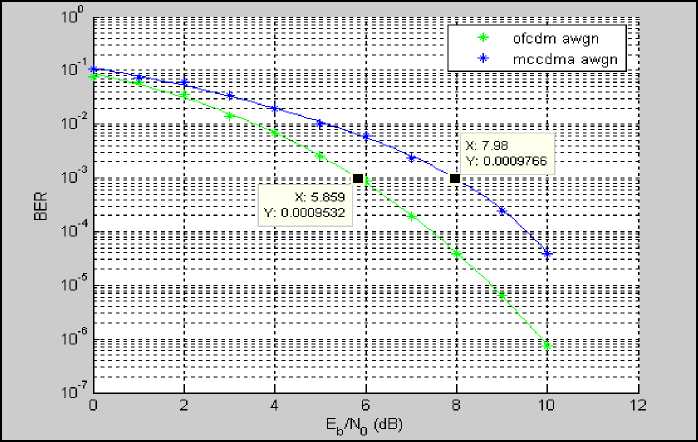 10^0
10^-1
10^-2
10^-3
10^-4
10^-5
10^-6
10^-7
BER
ofcdm awgn
mccdma awgn
X: 7.98
Y: 0.0009766
X: 5.859
Y: 0.0009532
0 2 4 6 8 10 12
E_b/N_0 (dB)